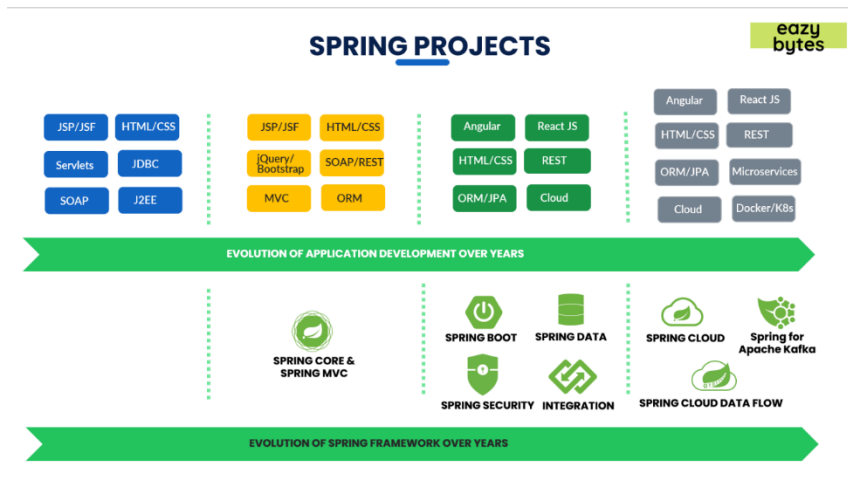 SPRING PROJECTS
eazy
bytes
JSP/JSF
HTML/CSS
Servlets
JDBC
SOAP
J2EE
JSP/JSF
HTML/CSS
jQuery/
Bootstrap
SOAP/REST
MVC
ORM
Angular
React JS
HTML/CSS
REST
ORM/JPA
Cloud
Angular
React JS
HTML/CSS
REST
ORM/JPA
Microservices
Cloud
Docker/K8s
EVOLUTION OF APPLICATION DEVELOPMENT OVER YEARS
SPRING CORE &
SPRING MVC
SPRING BOOT
SPRING DATA
SPRING SECURITY
INTEGRATION
SPRING CLOUD
Spring for
Apache Kafka
SPRING CLOUD DATA FLOW
EVOLUTION OF SPRING FRAMEWORK OVER YEARS